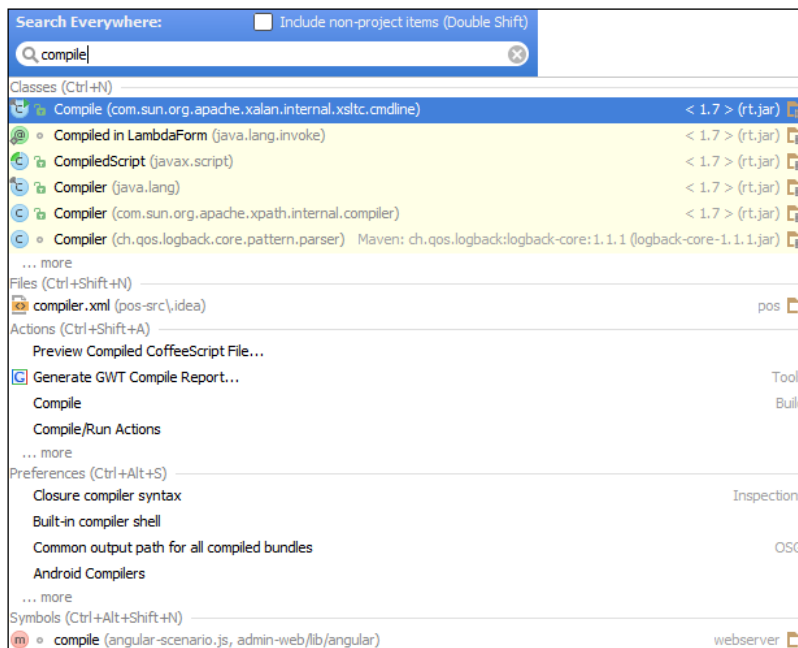 Search Everywhere: Include non-project items (Double Shift)
compile
Classes (Ctrl+N)
Compile (com.sun.org.apache.xalan.internal.xsltc.cmdline) < 1.7 > (rt.jar)
Compiled in LambdaForm (java.lang.invoke) < 1.7 > (rt.jar)
CompiledScript (javax.script) < 1.7 > (rt.jar)
Compiler (java.lang) < 1.7 > (rt.jar)
Compiler (com.sun.org.apache.xpath.internal.compiler) < 1.7 > (rt.jar)
Compiler (ch.qos.logback.core.pattern.parser) Maven: ch.qos.logback:logback-core:1.1.1 (logback-core-1.1.1.jar)
... more
Files (Ctrl+Shift+N)
compiler.xml (pos-src\.idea) pos
Actions (Ctrl+Shift+A)
Preview Compiled CoffeeScript File...
Generate GWT Compile Report... Tool
Compile Buil
Compile/Run Actions
... more
Preferences (Ctrl+Alt+S)
Closure compiler syntax Inspection
Built-in compiler shell
Common output path for all compiled bundles OSG
Android Compilers
... more
Symbols (Ctrl+Alt+Shift+N)
m compile (angular-scenario.js, admin-web/lib/angular) webserver